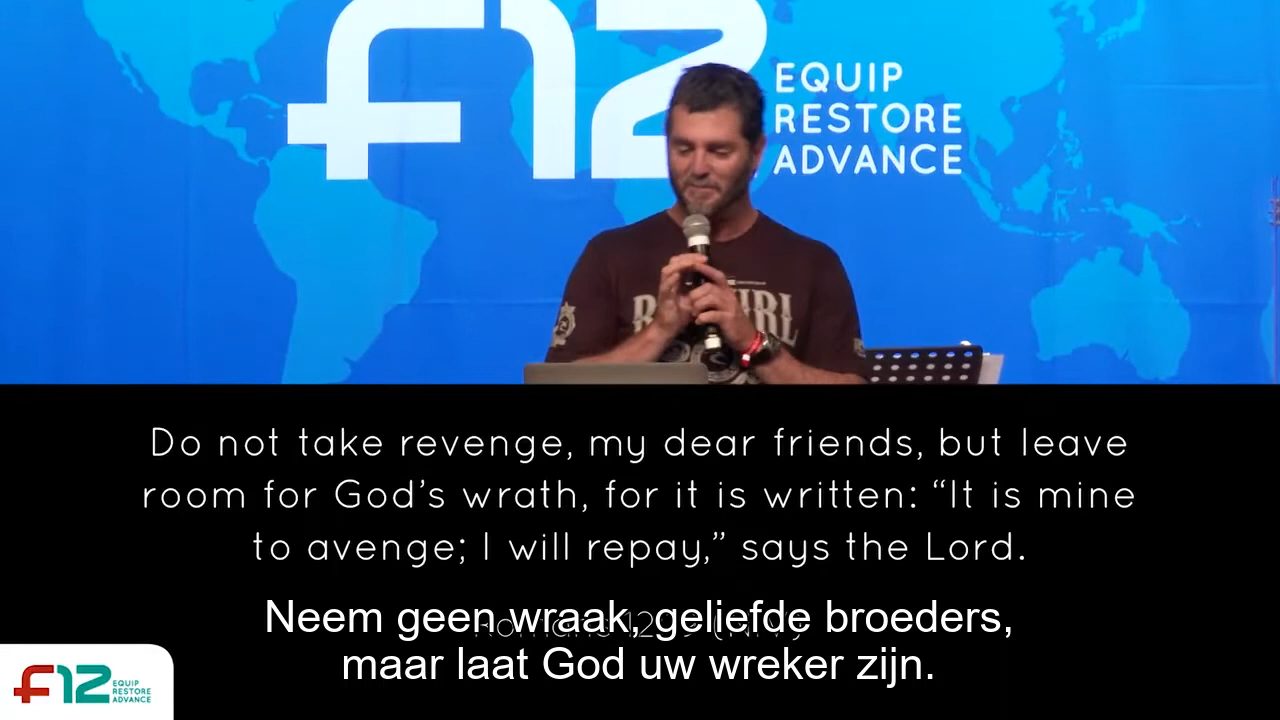 f12
EQUIP
RESTORE
ADVANCE
Do not take revenge, my dear friends, but leave
room for God’s wrath, for it is written: “It is mine
to avenge; I will repay,” says the Lord.
Neem geen wraak, geliefde broeders,
maar laat God uw wreker zijn.
f12
EQUIP
RESTORE
ADVANCE